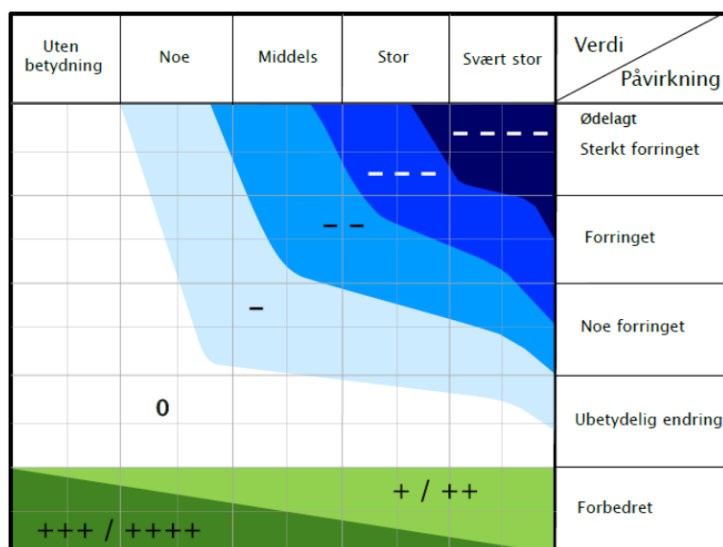 Uten
betydning
Noe
Middels
Stor
Svært stor
Verdi
Påvirkning
Ødelagt
Sterkt forringet
– – – –
– – –
– –
Forringet
–
Noe forringet
0
Ubetydelig endring
+ / ++
+++ / ++++
Forbedret